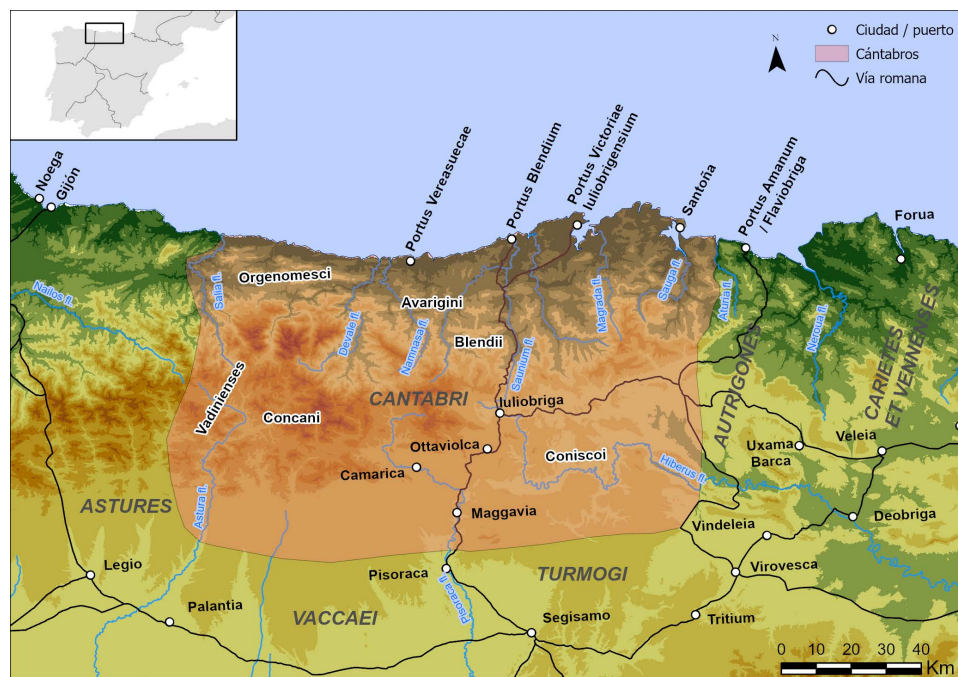 N
Ciudad / puerto
Cántabros
Vía romana
Noega
Gijón
Portus Vereasuecae
Portus Blendium
Portus Victoriae
Iuliobrigensium
Santoña
Portus Amanum
/ Flaviobriga
Forua
Nailos fl.
Salia fl.
Orgenomesci
Devale fl.
Avarigini
Namnasa fl.
Blendii
Saunium fl.
Magrada fl.
Sauga fl.
Aturia fl.
Neroua fl.
AUTRIGONES
CARIETES
ET VENNENSES
Vadinienses
Concani
CANTABRI
Iuliobriga
Ottaviolca
Camarica
Coniscoi
Hiberus fl.
Uxama
Barca
Veleia
ASTURES
Astura fl.
Maggavia
Vindeleia
Deobriga
Legio
Pisoraca
Pisoraca fl.
TURMOGI
Virovesca
Palantia
VACCAEI
Segisamo
Tritium
0 10 20 30 40
Km